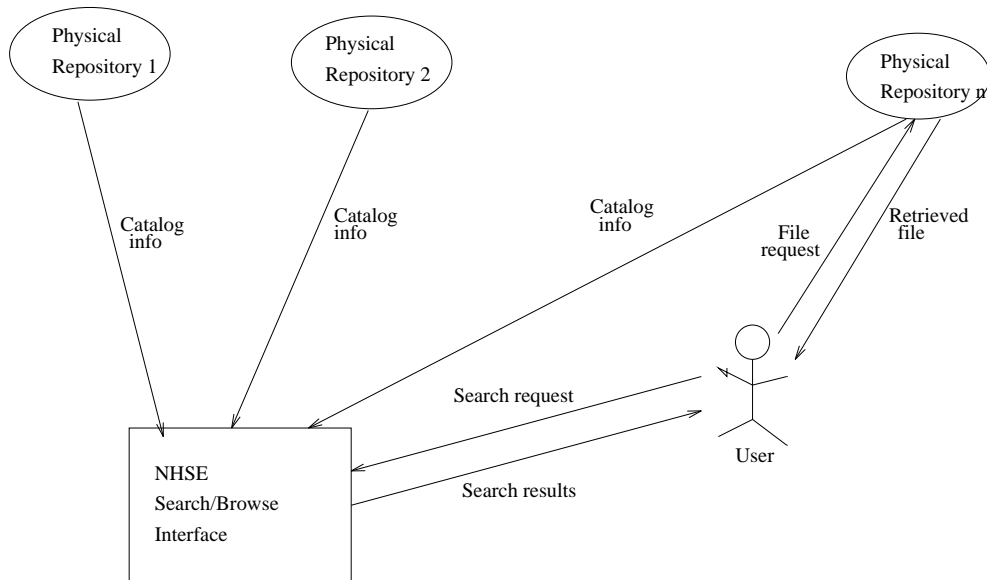 Physical
Repository 1
Physical
Repository 2
Physical
Repository n
Catalog
info
Catalog
info
Catalog
info
File
request
Retrieved
file
Search request
Search results
User
NHSE
Search/Browse
Interface